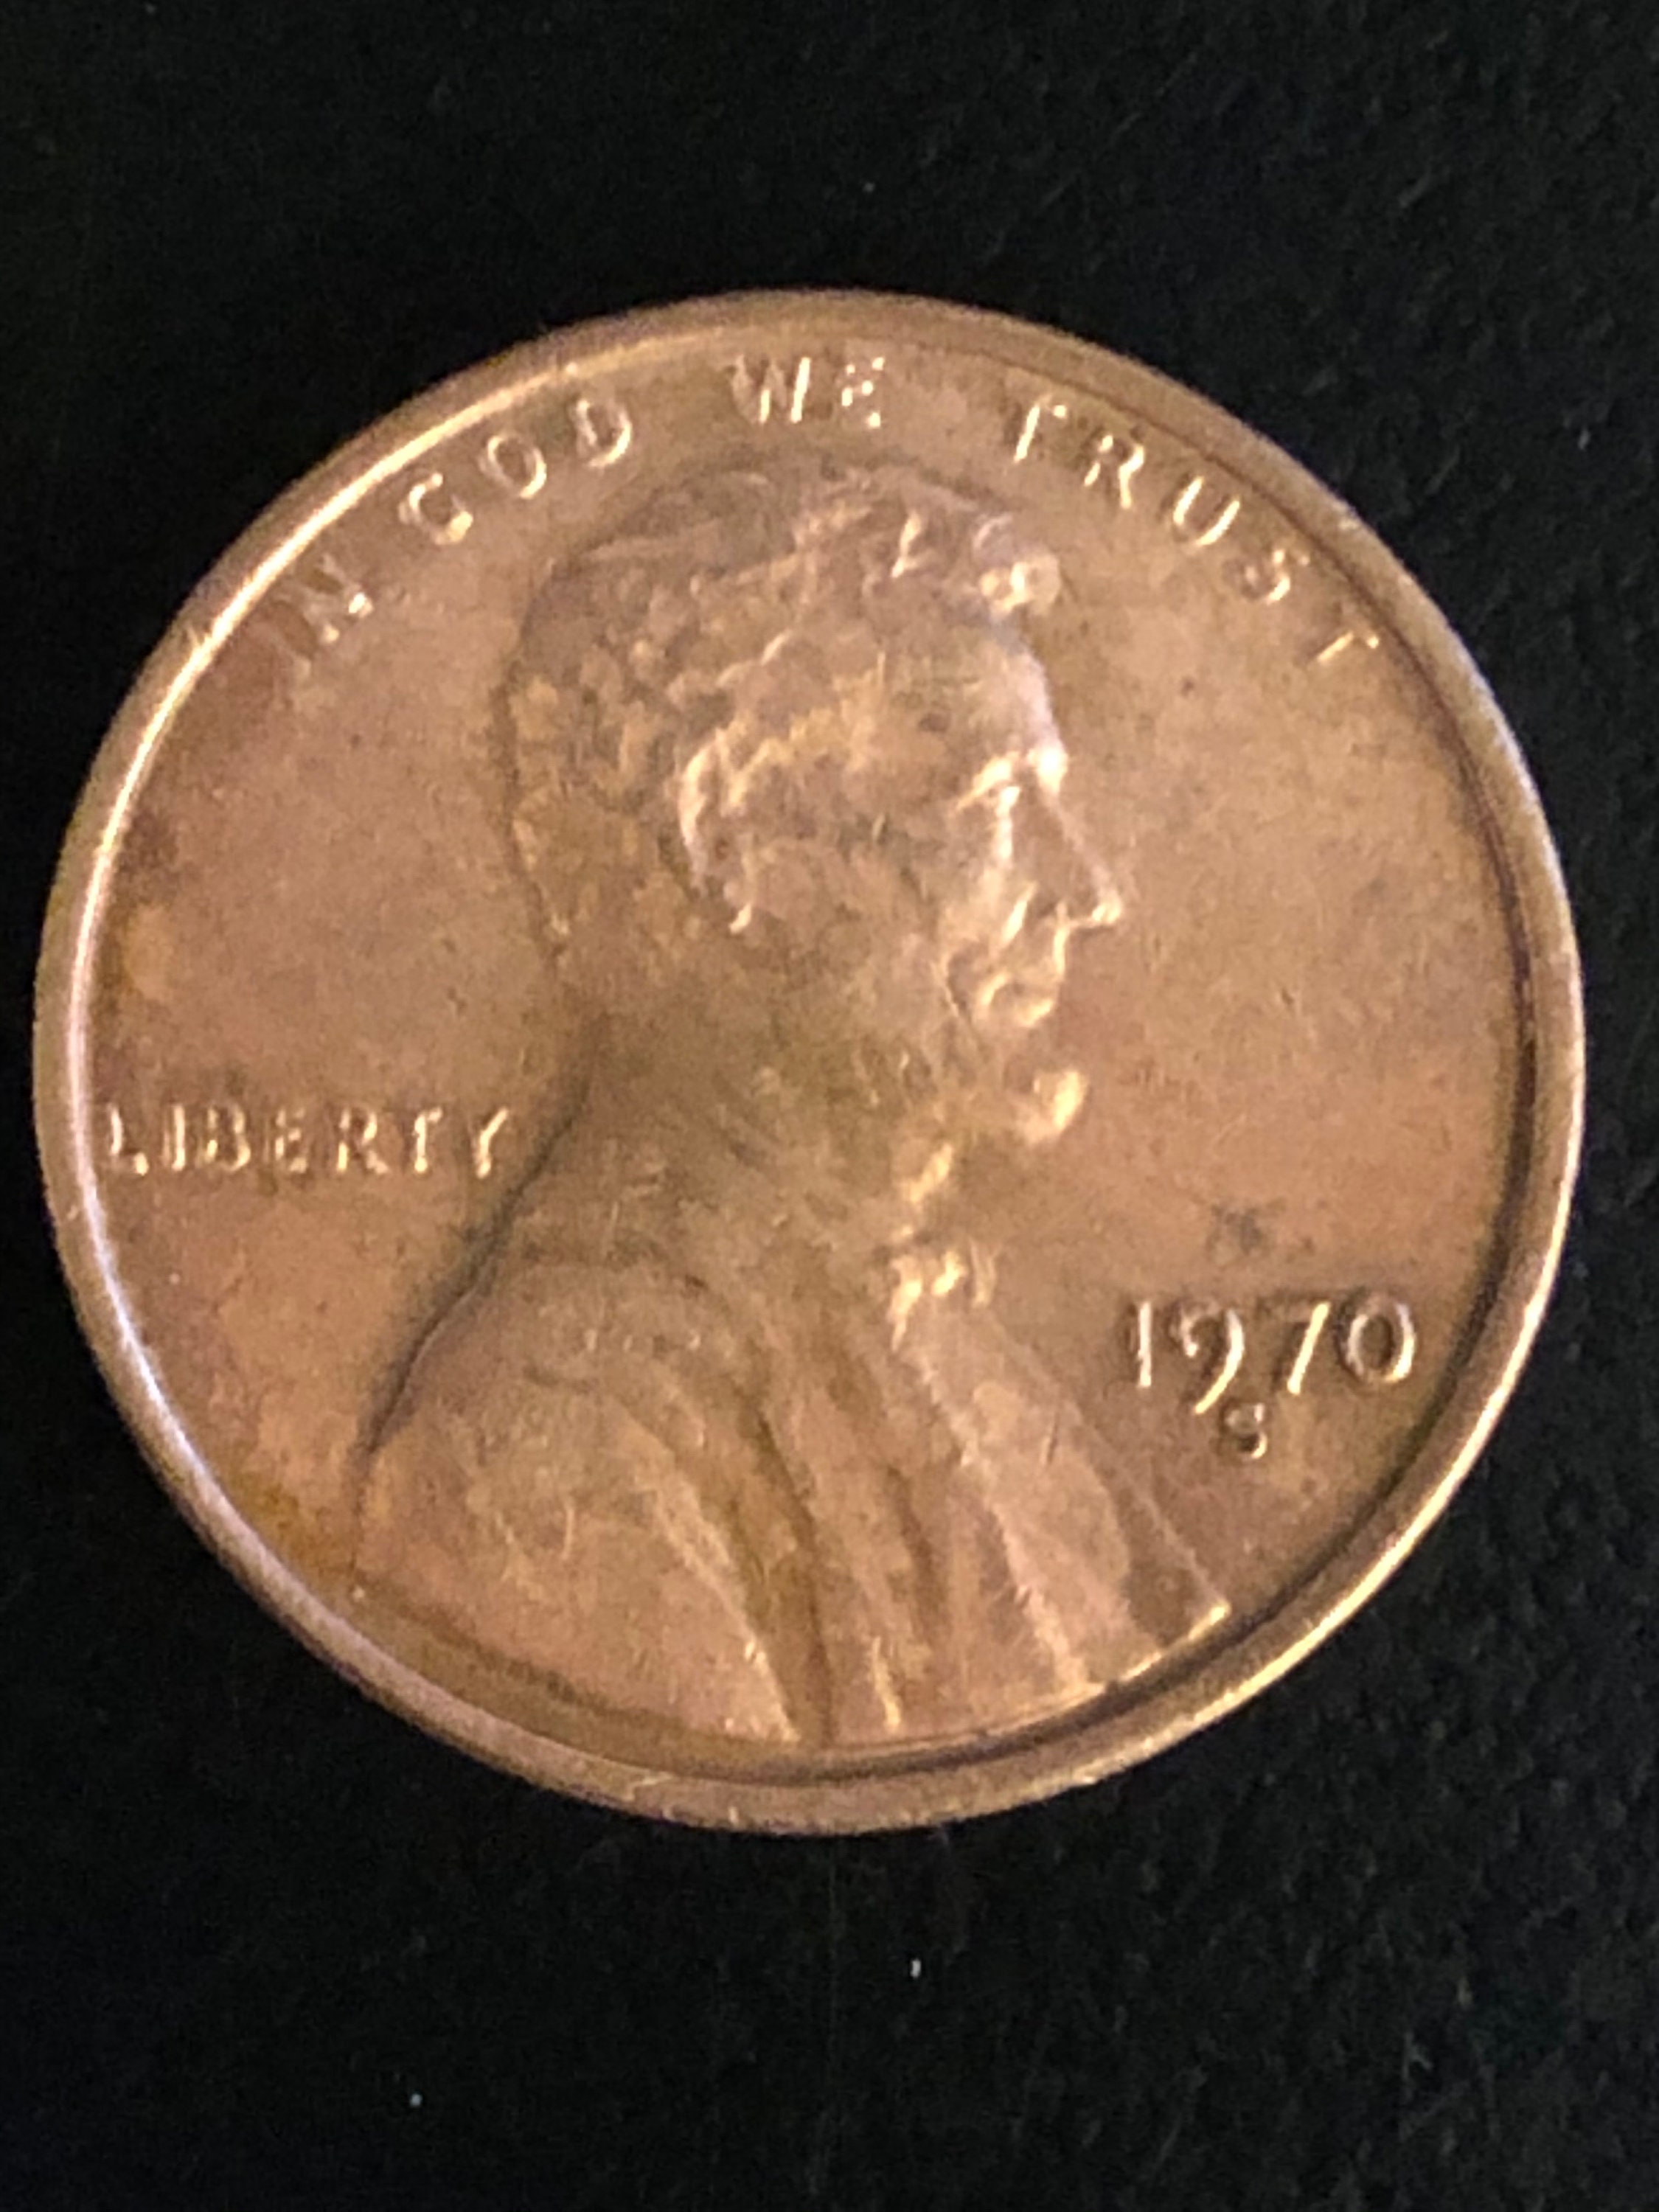 IN GOD WE TRUST
LIBERTY
1970
S